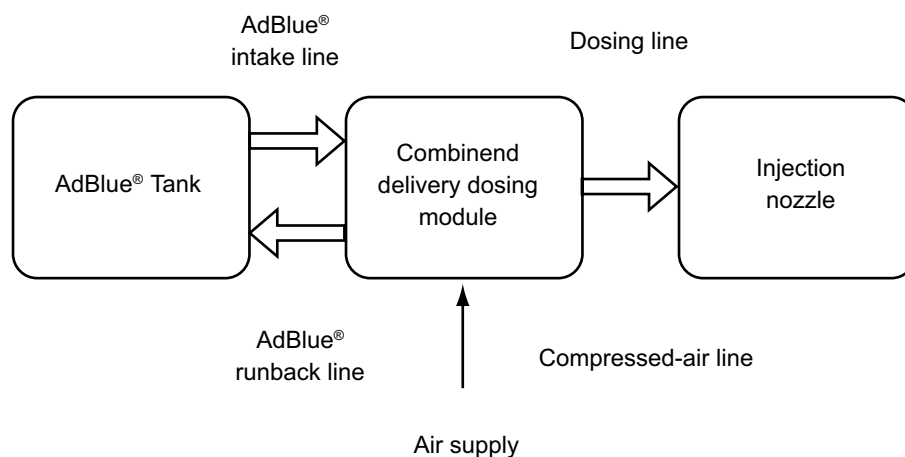 AdBlue®
intake line
Dosing line
AdBlue® Tank
Combinend
delivery dosing
module
Injection
nozzle
AdBlue®
runback line
Compressed-air line
Air supply